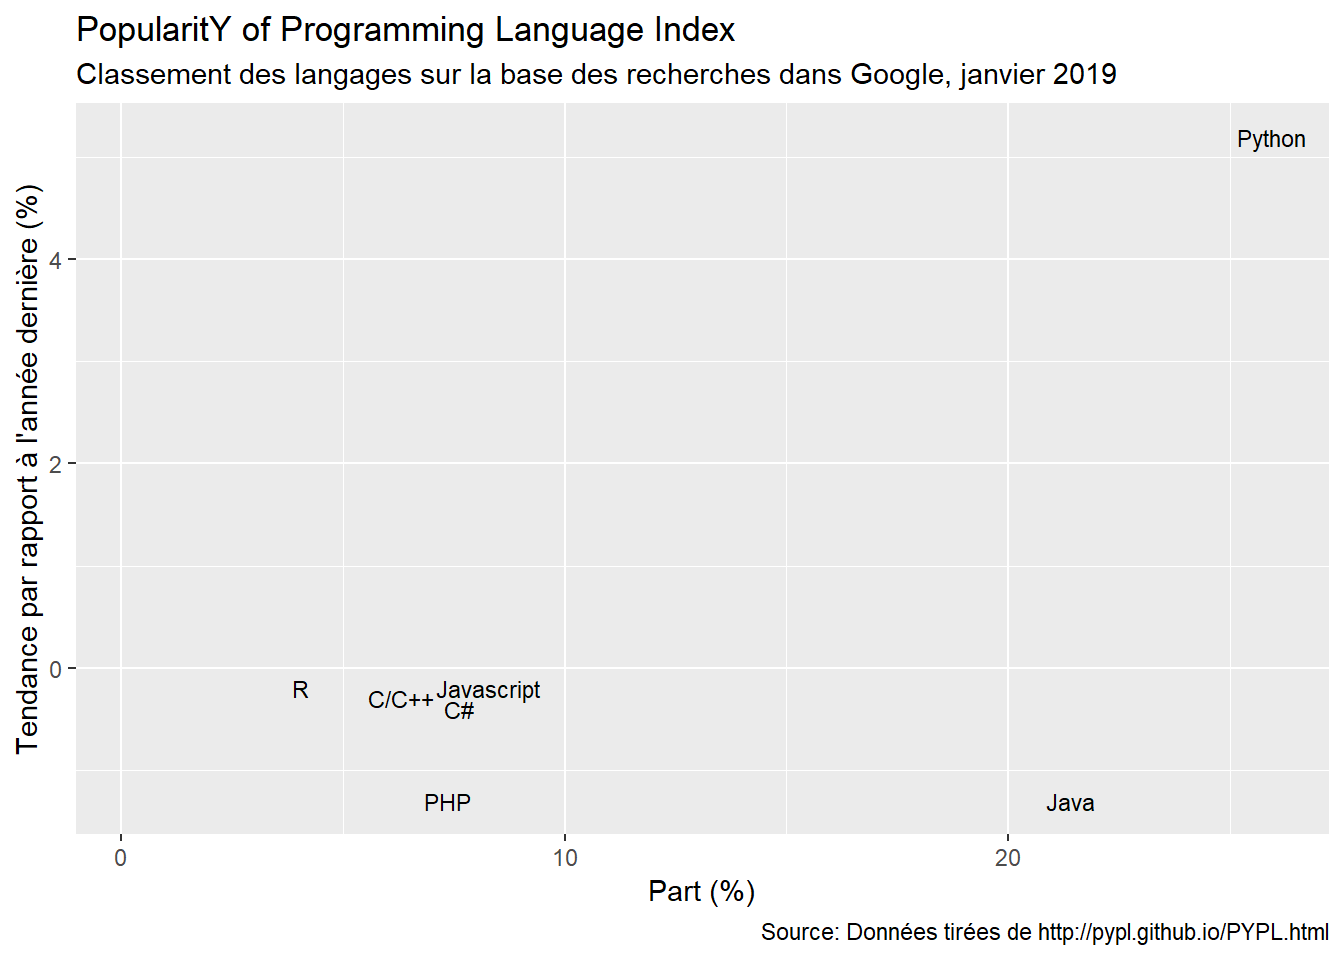 PopularitY of Programming Language Index
Classement des langages sur la base des recherches dans Google, janvier 2019
Tendance par rapport à l'année dernière (%)
4
2
0
Python
R
Javascript
C/C++
C#
PHP
Java
0
10
20
Part (%)
Source: Données tirées de http://pypl.github.io/PYPL.html